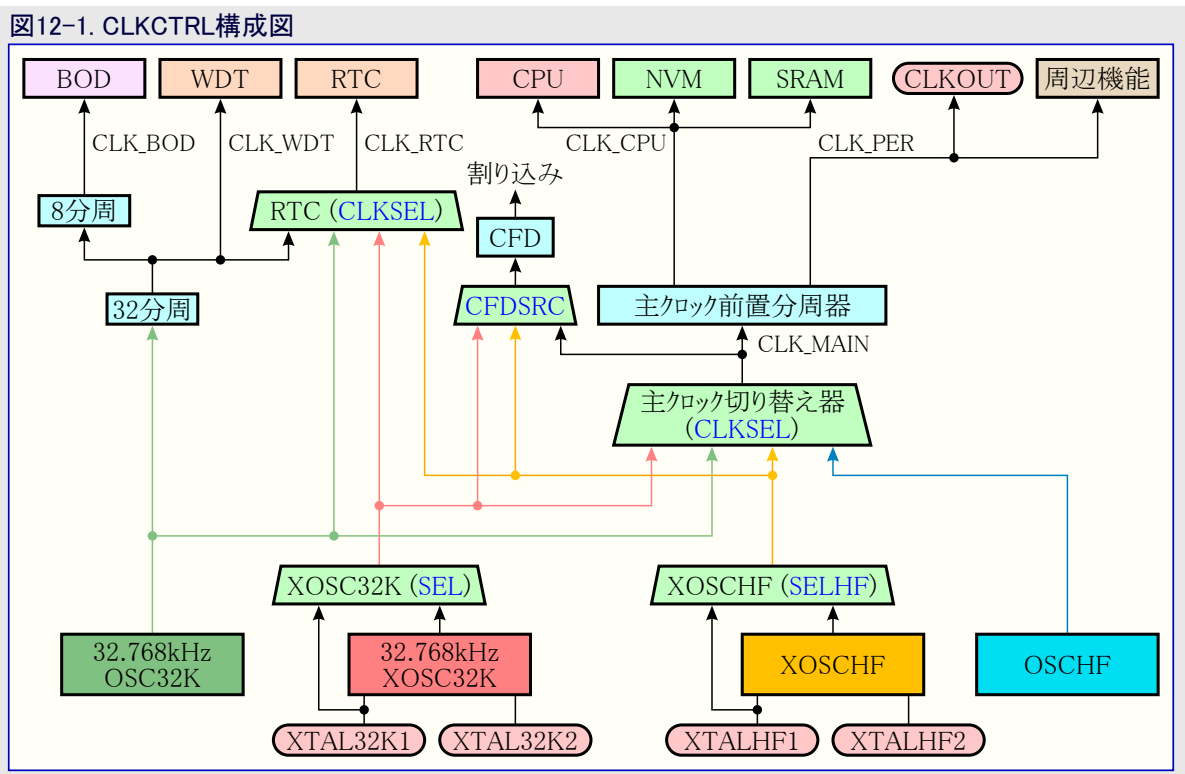 図12-1. CLKCTRL構成図
BOD
WDT
RTC
CPU
NVM
SRAM
CLKOUT
周辺機能
CLK_BOD
CLK_WDT
CLK_RTC
CLK_CPU
CLK_PER
割り込み
8分周
RTC (CLKSEL)
CFD
32分周
CFDSRC
主クロック前置分周器
CLK_MAIN
主クロック切り替え器
(CLKSEL)
XOSC32K (SEL)
XOSCHF (SELHF)
32.768kHz
OSC32K
32.768kHz
XOSC32K
XOSCHF
OSCHF
XTAL32K1
XTAL32K2
XTALHF1
XTALHF2